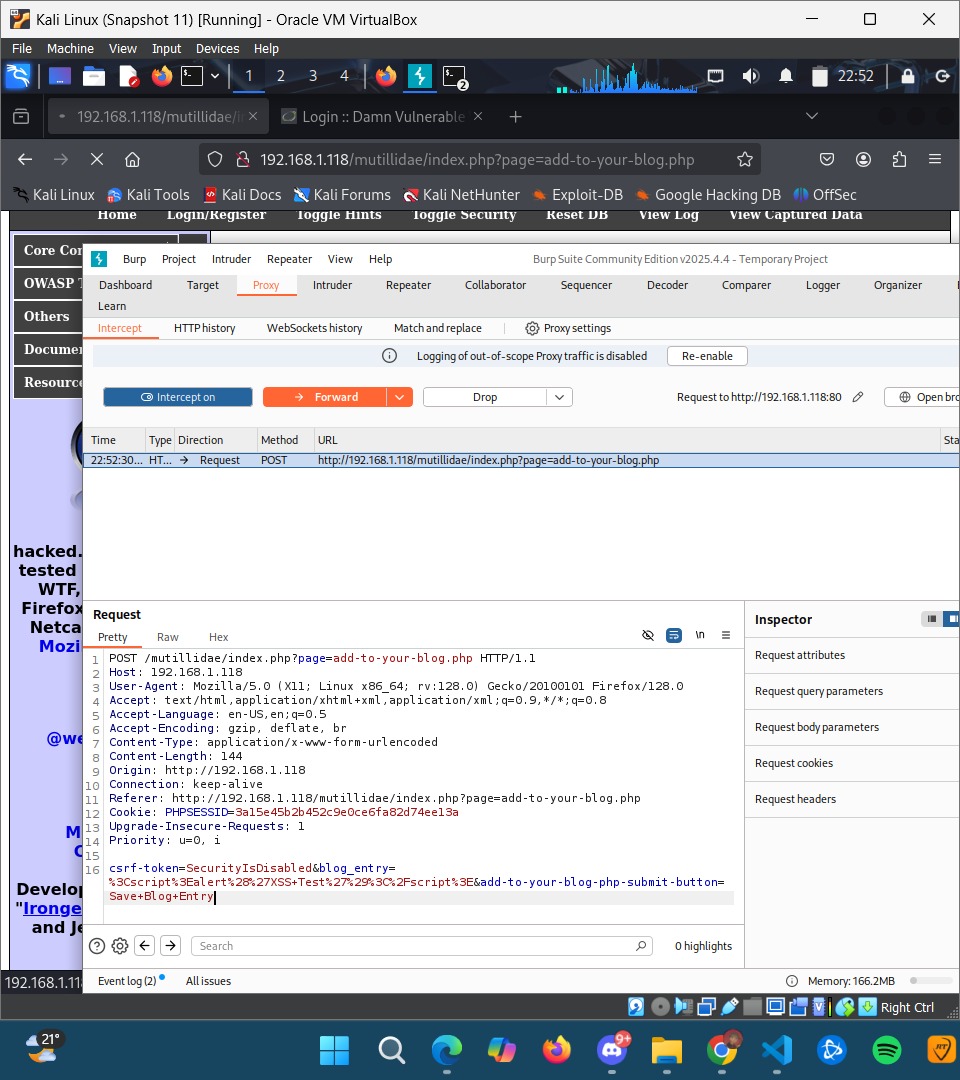 Kali Linux (Snapshot 11) [Running] - Oracle VM VirtualBox
File Machine View Input Devices Help
1 2 3 4 2 22:52
192.168.1.118/mutillidae/i
Login :: Damn Vulnerable
192.168.1.118/mutillidae/index.php?page=add-to-your-blog.php
Kali Linux Kali Tools Kali Docs Kali Forums Kali NetHunter Exploit-DB Google Hacking DB OffSec
Home Login/Register Toggle Hints Toggle Security Reset DB View Log View Captured Data
Core Con
OWASP T
Others
Documen
Resource
hacked.
tested
WTF,
Firefox
Netca
Mozi
@we
M
C
Develop
"Ironge
and Je
192.168.1.11
Burp Project Intruder Repeater View Help Burp Suite Community Edition v2025.4.4 - Temporary Project
Dashboard Target Proxy Intruder Repeater Collaborator Sequencer Decoder Comparer Logger Organizer
Learn
Intercept HTTP history WebSockets history Match and replace Proxy settings
Logging of out-of-scope Proxy traffic is disabled Re-enable
Intercept on Forward Drop Request to http://192.168.1.118:80 Open bro
Time Type Direction Method URL Sta
22:52:30... HT... → Request POST http://192.168.1.118/mutillidae/index.php?page=add-to-your-blog.php
Request
Pretty Raw Hex \n
1 POST /mutillidae/index.php?page=add-to-your-blog.php HTTP/1.1
2 Host: 192.168.1.118
3 User-Agent: Mozilla/5.0 (X11; Linux x86_64; rv:128.0) Gecko/20100101 Firefox/128.0
4 Accept: text/html,application/xhtml+xml,application/xml;q=0.9,*/*;q=0.8
5 Accept-Language: en-US,en;q=0.5
6 Accept-Encoding: gzip, deflate, br
7 Content-Type: application/x-www-form-urlencoded
8 Content-Length: 144
9 Origin: http://192.168.1.118
10 Connection: keep-alive
11 Referer: http://192.168.1.118/mutillidae/index.php?page=add-to-your-blog.php
12 Cookie: PHPSESSID=3a15e45b2b452c9e0ce6fa82d74ee13a
13 Upgrade-Insecure-Requests: 1
14 Priority: u=0, i
15
16 csrf-token=SecurityIsDisabled&blog_entry=
%3Cscript%3Ealert%28%27XSS+Test%27%29%3C%2Fscript%3E&add-to-your-blog-php-submit-button=
Save+Blog+Entry
Inspector
Request attributes
Request query parameters
Request body parameters
Request cookies
Request headers
Search 0 highlights
Event log (2) All issues Memory: 166.2MB
Right Ctrl
21°
9+
RT